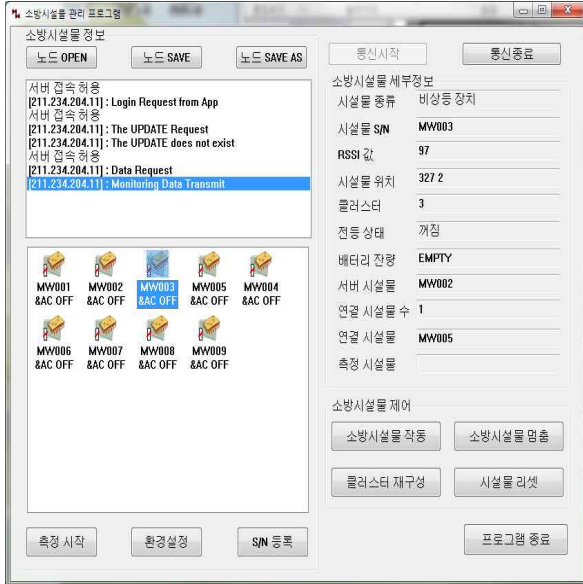 소방시설물 관리 프로그램
소방시설물 정보
노드 OPEN
노드 SAVE
노드 SAVE AS
서버 접속 허용
[211.234.204.11] : Login Request from App
서버 접속 허용
[211.234.204.11] : The UPDATE Request
[211.234.204.11] : The UPDATE does not exist
서버 접속 허용
[211.234.204.11] : Data Request
[211.234.204.11] : Monitoring Data Transmit
MW001 MW002 MW003 MW005 MW004
&AC OFF &AC OFF &AC OFF &AC OFF &AC OFF
MW006 MW007 MW008 MW009
&AC OFF &AC OFF &AC OFF &AC OFF
측정 시작
환경설정
S/N 등록
통신시작
통신종료
소방시설물 세부정보
시설물 종류 비상등 장치
시설물 S/N MW003
RSSI 값 97
시설물 위치 327 2
클러스터 3
전등 상태 꺼짐
배터리 잔량 EMPTY
서버 시설물 MW002
연결 시설물 수 1
연결 시설물 MW005
측정 시설물
소방시설물 제어
소방시설물 작동
소방시설물 멈춤
클러스터 재구성
시설물 리셋
프로그램 종료